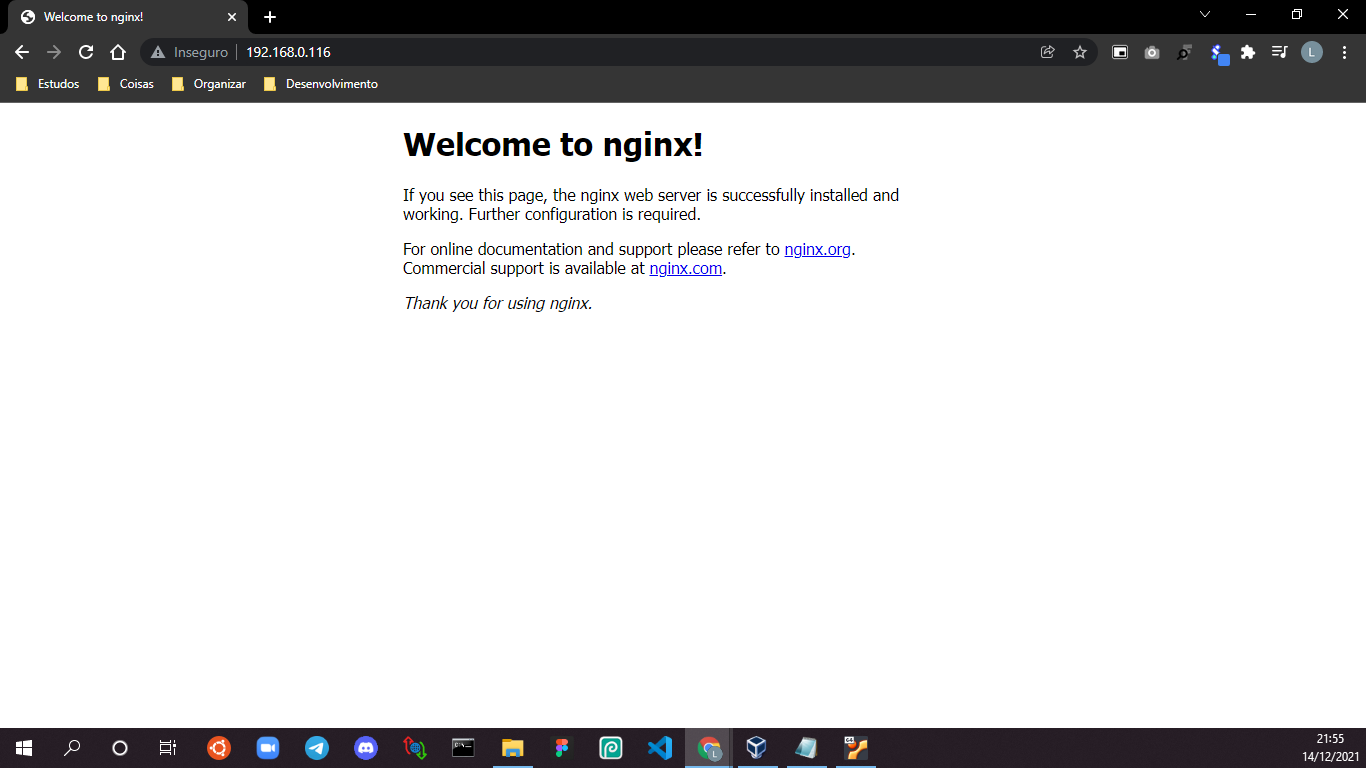 Welcome to nginx!
Inseguro 192.168.0.116
L
Estudos Coisas Organizar Desenvolvimento
Welcome to nginx!
If you see this page, the nginx web server is successfully installed and
working. Further configuration is required.
For online documentation and support please refer to nginx.org.
Commercial support is available at nginx.com.
Thank you for using nginx.
21:55
14/12/2021